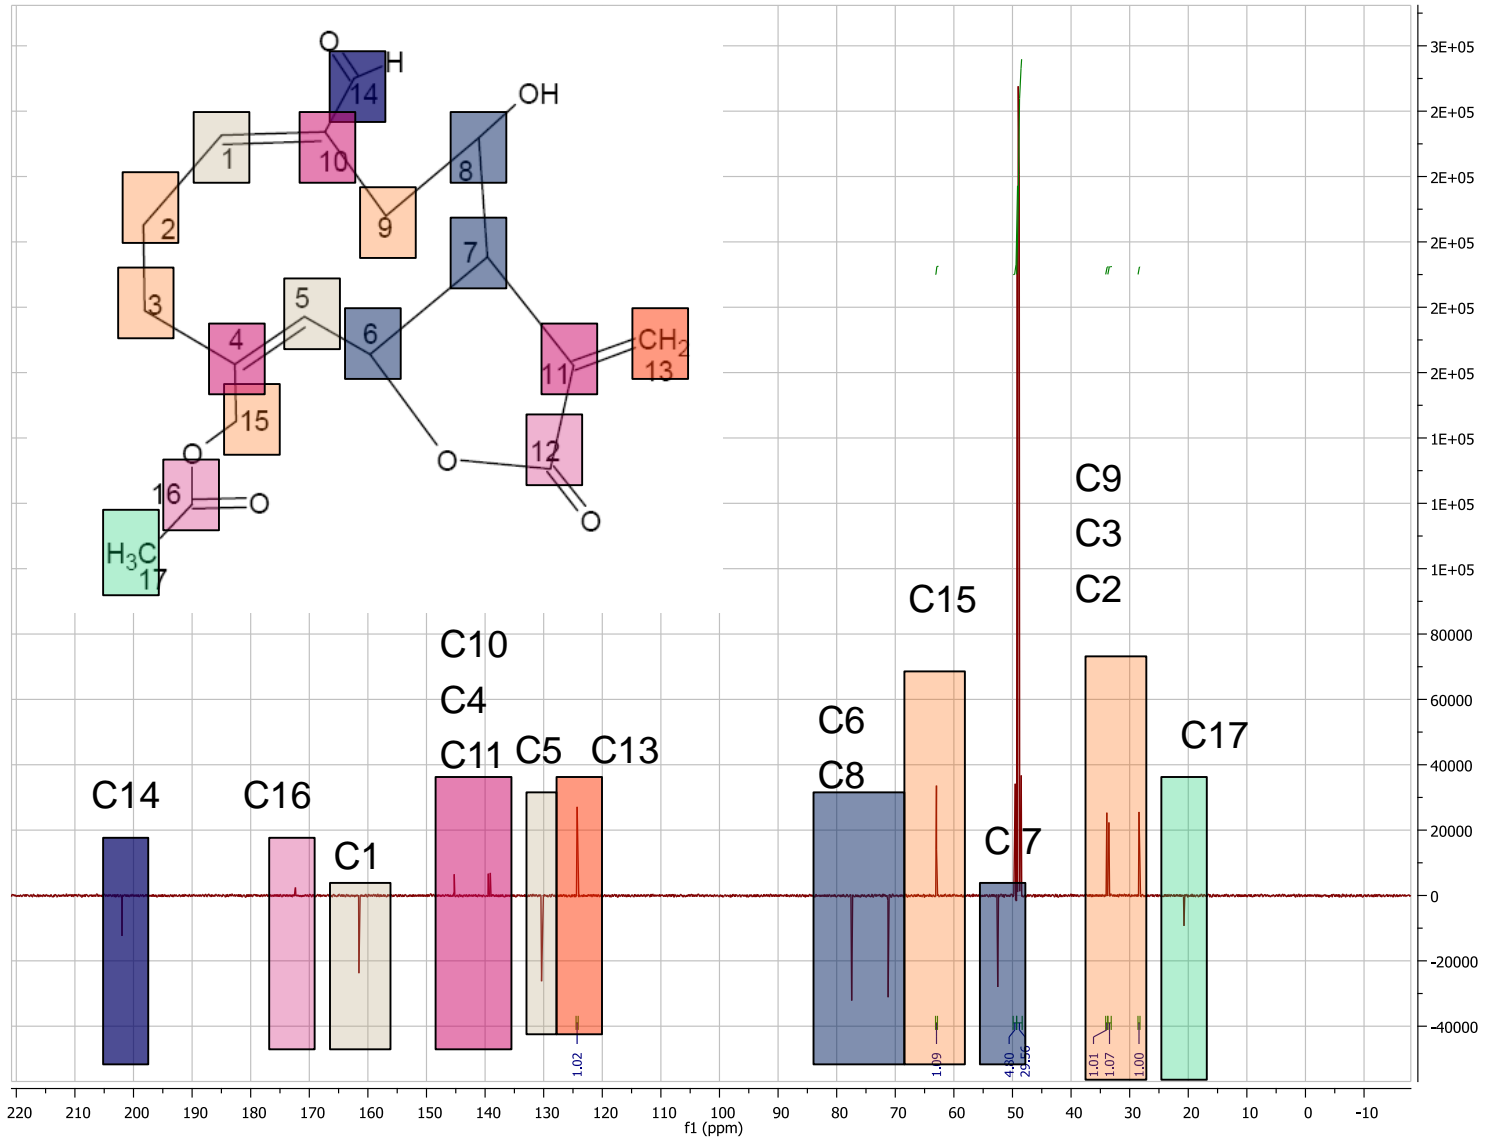 O
H
14
OH
1
10
8
2
9
7
3
5
4
6
CH2
11
13
15
O
12
O
16
O
O
H3C
17
3E+05
2E+05
2E+05
2E+05
2E+05
2E+05
1E+05
1E+05
1E+05
80000
60000
40000
20000
0
-20000
-40000
C9
C3
C2
C15
C10
C4
C11
C5
C13
C6
C8
C17
C14
C16
C1
C 7
1.02
1.09
4.80
29.56
1.01
1.07
1.00
220 210 200 190 180 170 160 150 140 130 120 110 100 90 80 70 60 50 40 30 20 10 0 -10
f1 (ppm)